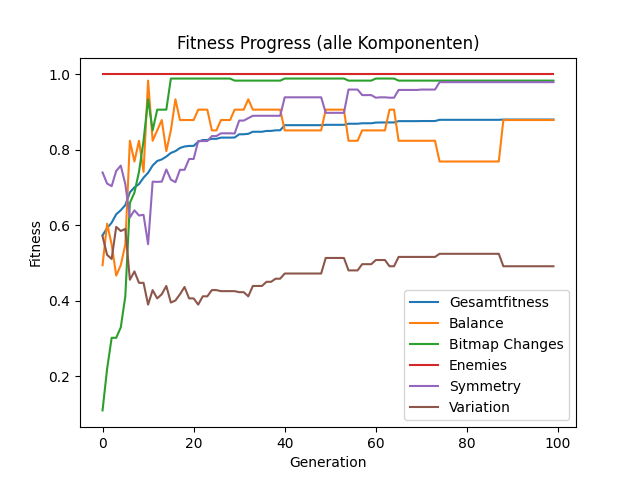 Fitness Progress (alle Komponenten)
1.0
0.8
0.6
0.4
0.2
Fitness
0
20
40
60
80
100
Generation
Gesamtfitness
Balance
Bitmap Changes
Enemies
Symmetry
Variation